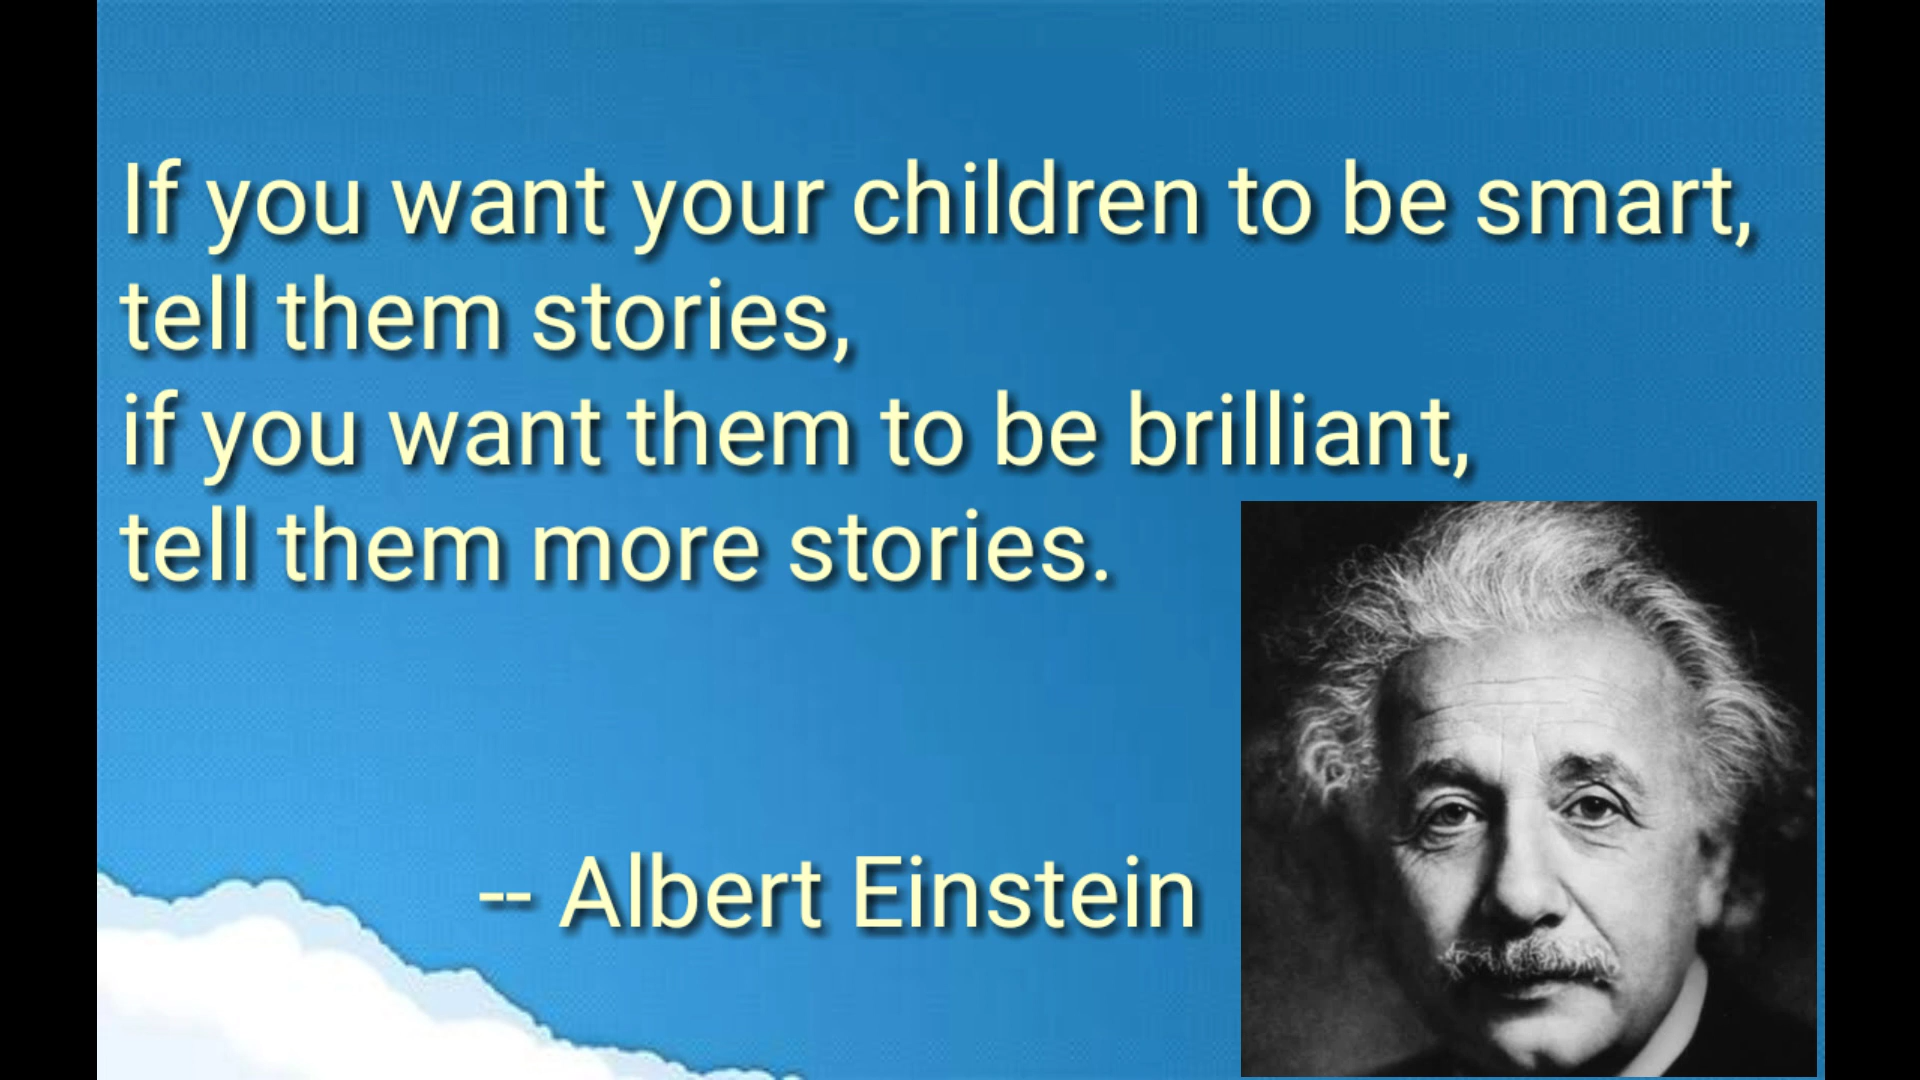 If you want your children to be smart,
tell them stories,
if you want them to be brilliant,
tell them more stories.
-- Albert Einstein